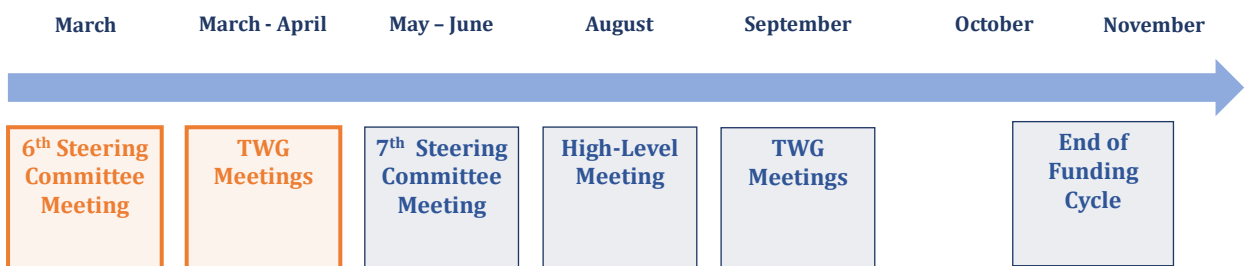 March
March - April
May – June
August
September
October
November
6th Steering
Committee
Meeting
TWG
Meetings
7th Steering
Committee
Meeting
High-Level
Meeting
TWG
Meetings
End of
Funding
Cycle